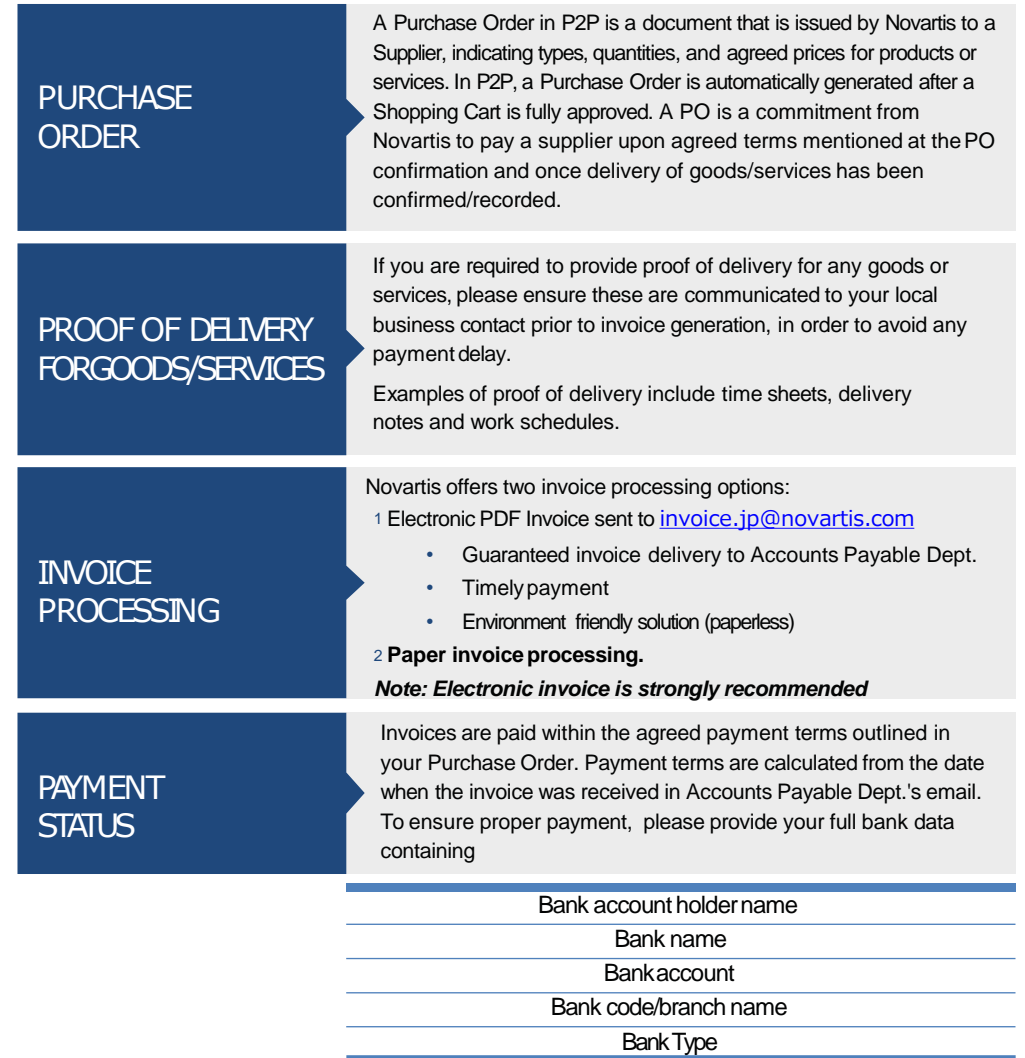 PURCHASE
ORDER
A Purchase Order in P2P is a document that is issued by Novartis to a
Supplier, indicating types, quantities, and agreed prices for products or
services. In P2P, a Purchase Order is automatically generated after a
Shopping Cart is fully approved. A PO is a commitment from
Novartis to pay a supplier upon agreed terms mentioned at the PO
confirmation and once delivery of goods/services has been
confirmed/recorded.
PROOF OF DELIVERY
FORGOODS/SERVICES
If you are required to provide proof of delivery for any goods or
services, please ensure these are communicated to your local
business contact prior to invoice generation, in order to avoid any
payment delay.
Examples of proof of delivery include time sheets, delivery
notes and work schedules.
INVOICE
PROCESSING
Novartis offers two invoice processing options:
1 Electronic PDF Invoice sent to invoice.jp@novartis.com
• Guaranteed invoice delivery to Accounts Payable Dept.
• Timely payment
• Environment friendly solution (paperless)
2 Paper invoice processing.
Note: Electronic invoice is strongly recommended
PAYMENT
STATUS
Invoices are paid within the agreed payment terms outlined in
your Purchase Order. Payment terms are calculated from the date
when the invoice was received in Accounts Payable Dept.'s email.
To ensure proper payment, please provide your full bank data
containing
Bank account holder name
Bank name
Bank account
Bank code/branch name
Bank Type